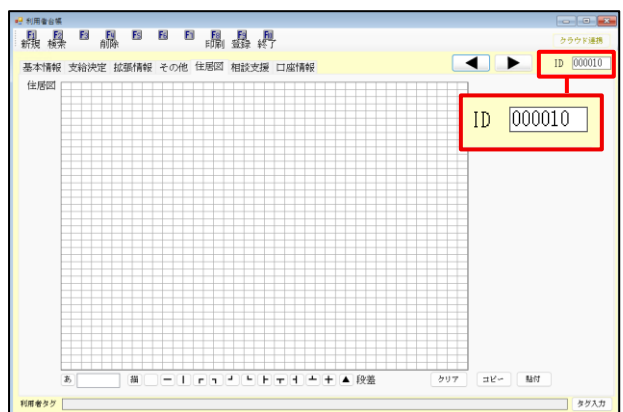 利用者台帳
F1 F2 F3 F4 F5 F6 F7 F8 F9
新規 検索 削除 印刷 登録 終了
クラウド連携
基本情報 支給決定 拡張情報 その他 住居図 相談支援 口座情報
◀ ▶ ID 000010
住居図
ID 000010
あ 描 ─ │ ┌ ┐ ┘ └ ├ ┬ ┤ ┴ ┼ ▲ 段差 クリア コピー 貼付
利用者タグ タグ入力